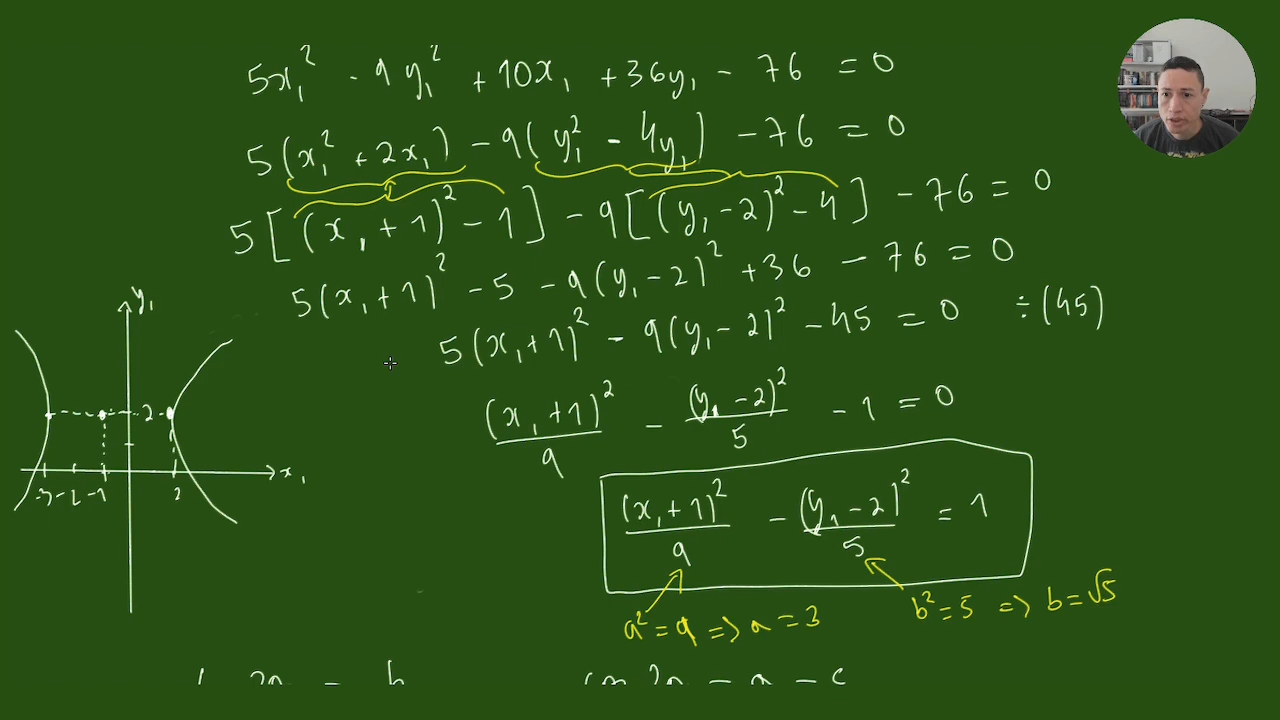 5x₁² - 9y₁² + 10x₁ + 36y₁ - 76 = 0
5(x₁² + 2x₁) - 9(y₁² - 4y₁) - 76 = 0
5[(x₁ + 1)² - 1] - 9[(y₁ - 2)² - 4] - 76 = 0
5(x₁ + 1)² - 5 - 9(y₁ - 2)² + 36 - 76 = 0
5(x₁ + 1)² - 9(y₁ - 2)² - 45 = 0 ÷(45)
(x₁ + 1)²/9 - (y₁ - 2)²/5 - 1 = 0
(x₁ + 1)²/9 - (y₁ - 2)²/5 = 1
a² = 9 => a = 3
b² = 5 => b = √5
y₁
2
x₁
-3 -2 -1 2